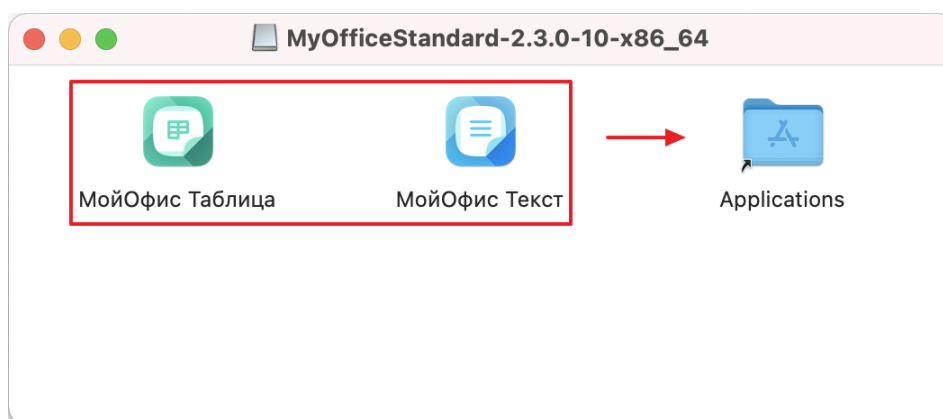 MyOfficeStandard-2.3.0-10-x86_64
МойОфис Таблица
МойОфис Текст
Applications